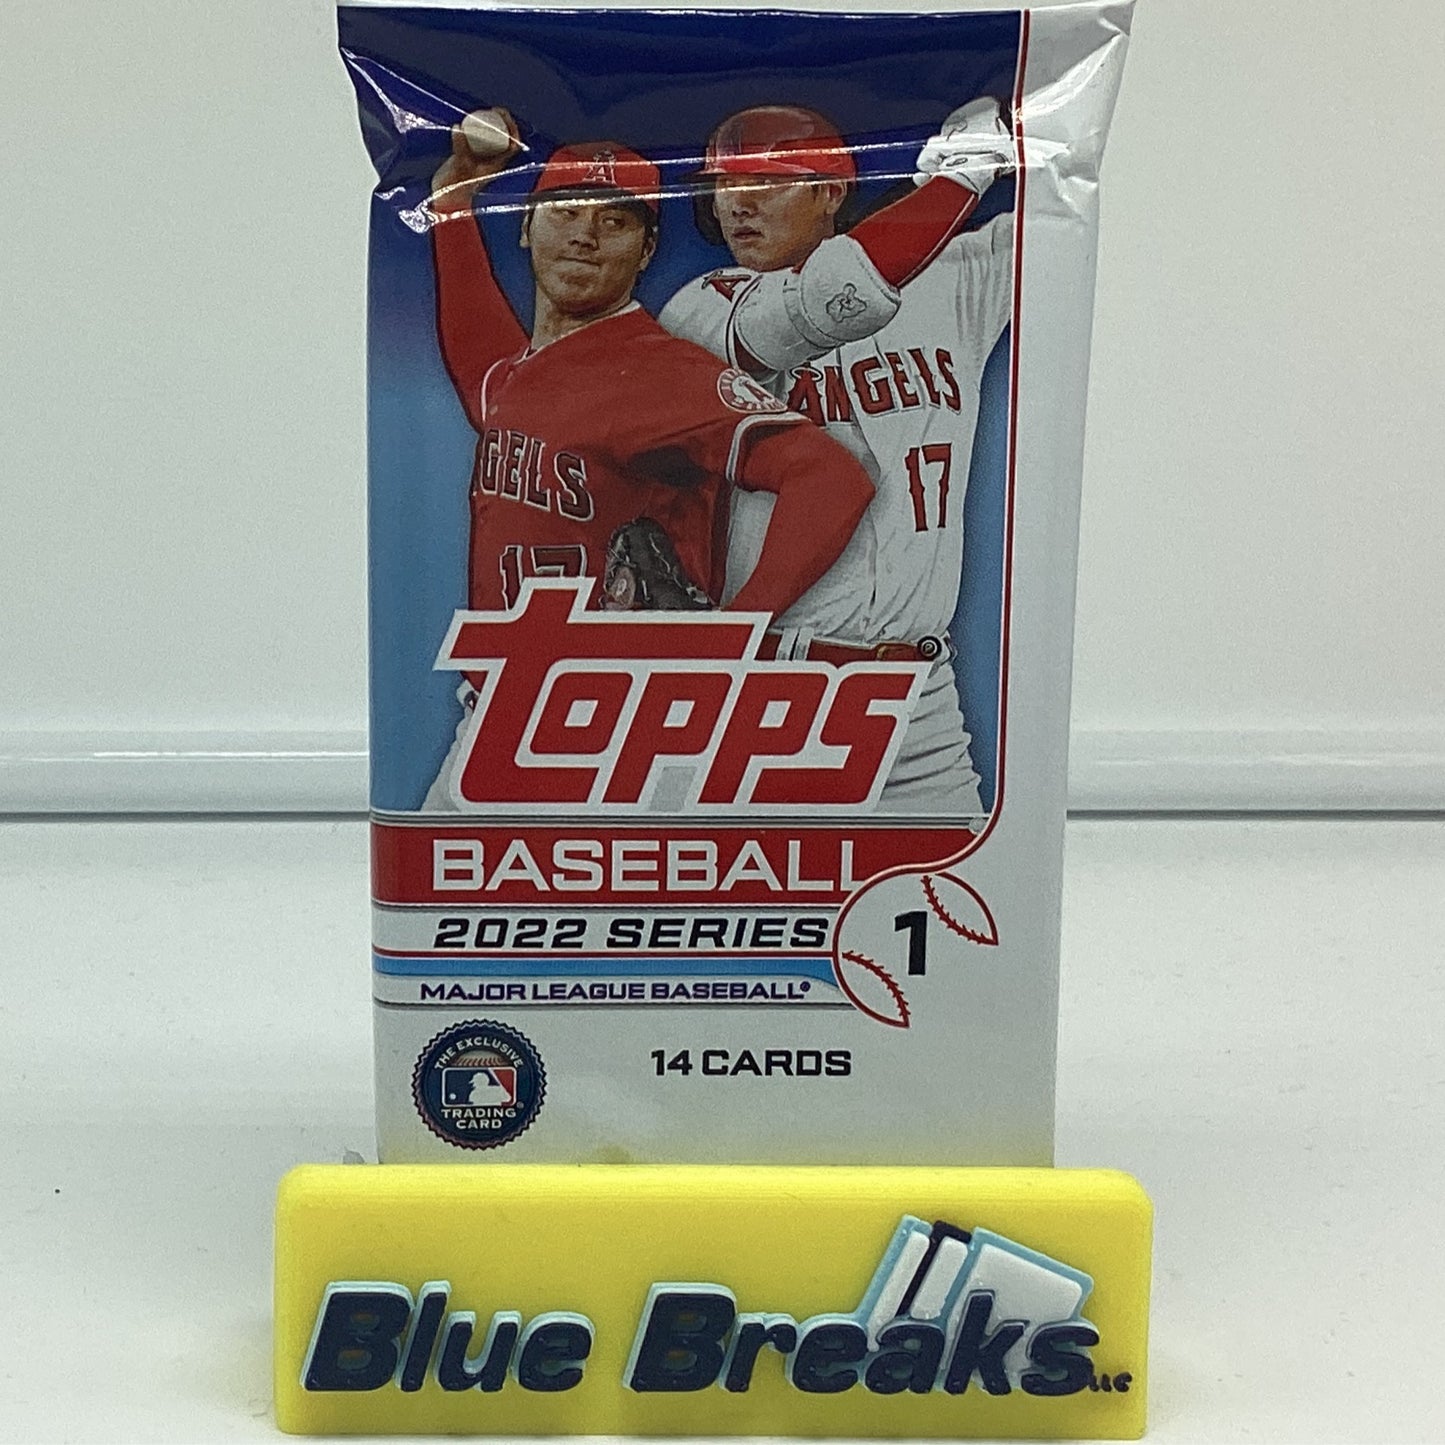 A
A
ANGELS
17
GELS
17
Topps
BASEBALL
2022 SERIES
1
MAJOR LEAGUE BASEBALL®
14 CARDS
THE EXCLUSIVE
TRADING®
CARD
Blue Breaks LLC